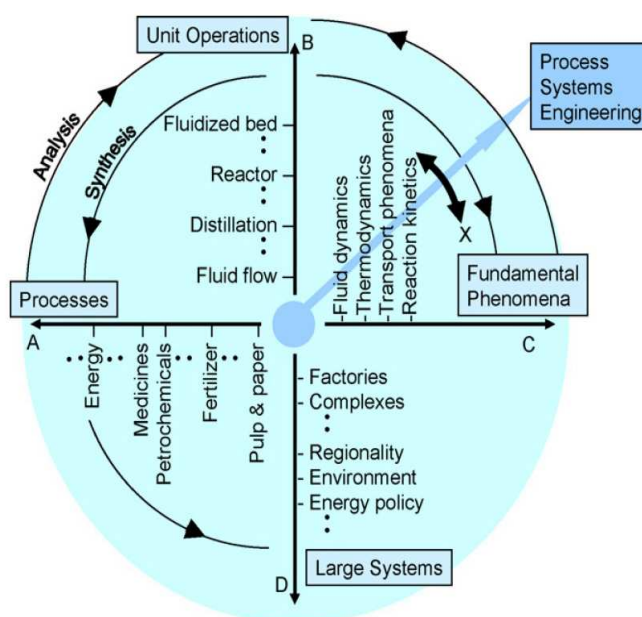 Unit Operations
B
Process
Systems
Engineering
Analysis
Synthesis
Fluidized bed
Reactor
Distillation
Fluid flow
Fluid dynamics
Thermodynamics
Transport phenomena
Reaction kinetics
X
Processes
Fundamental
Phenomena
A
C
Energy
Medicines
Petrochemicals
Fertilizer
Pulp & paper
Factories
Complexes
Regionality
Environment
Energy policy
D
Large Systems